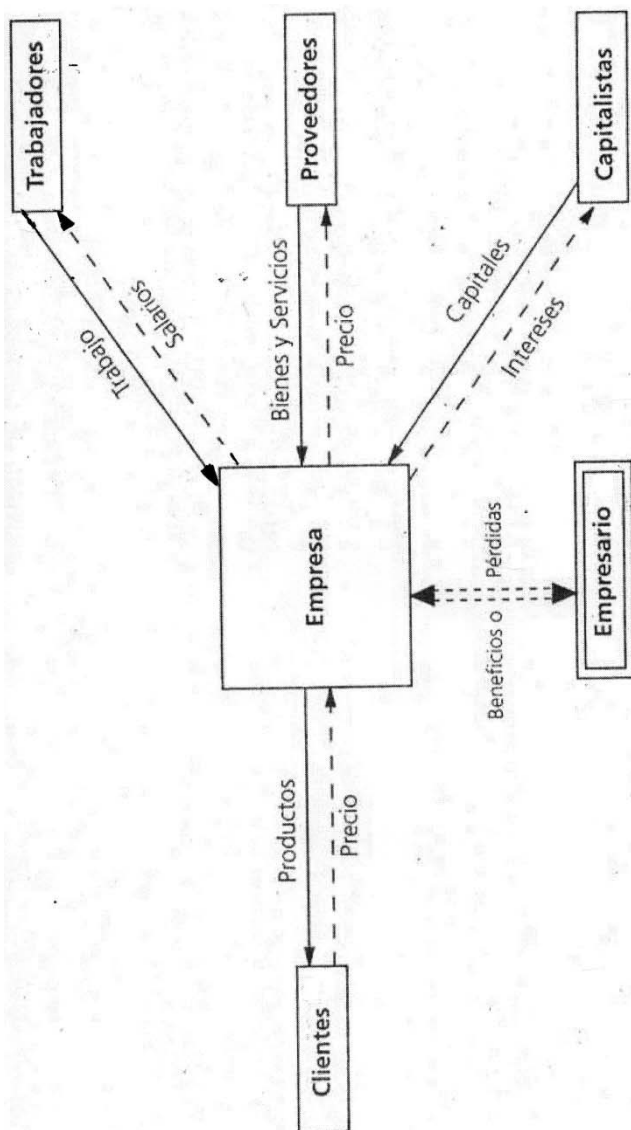 Trabajadores
Trabajo
Salarios
Proveedores
Bienes y Servicios
Precio
Capitalistas
Capitales
Intereses
Empresa
Productos
Precio
Clientes
Beneficios o Pérdidas
Empresario